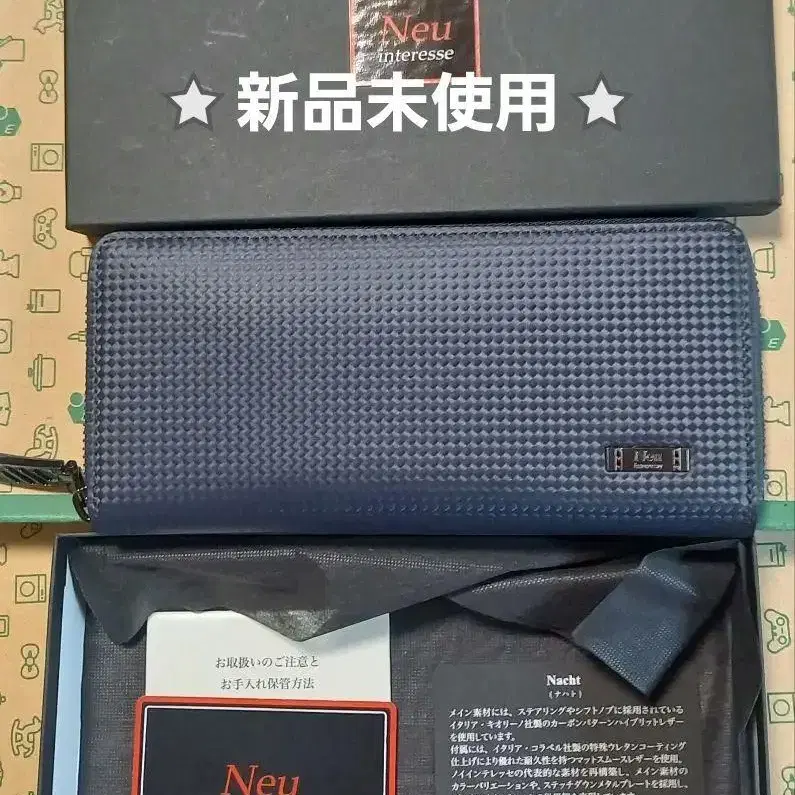 Neu
interesse
★新品未使用★
Neu
お取扱いのご注意と
お手入れ保管方法
Nacht
(ナハト)
メイン素材には、ステアリングやシフトノブに採用されている
イタリア・キオリーノ社製のカーボンパターンハイブリットレザー
を使用しています。
付属には、イタリア・コラベル社製の特殊ウレタンコーティング
仕上げにより優れた耐久性を持つマットスムースレザーを使用。
ノイインテレッセの代表的な素材を再構築し、メイン素材の
カラーバリエーションや、ステッチダウンメタルプレートを採用し、
Neu